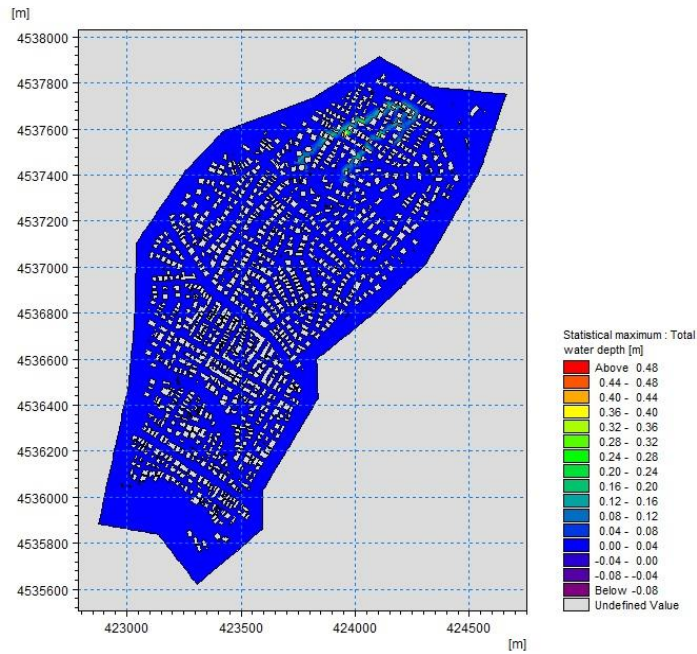 [m]
4538000
4537800
4537600
4537400
4537200
4537000
4536800
4536600
4536400
4536200
4536000
4535800
4535600
423000 423500 424000 424500
[m]
Statistical maximum : Total
water depth [m]
Above 0.48
0.44 - 0.48
0.40 - 0.44
0.36 - 0.40
0.32 - 0.36
0.28 - 0.32
0.24 - 0.28
0.20 - 0.24
0.16 - 0.20
0.12 - 0.16
0.08 - 0.12
0.04 - 0.08
0.00 - 0.04
-0.04 - 0.00
-0.08 - -0.04
Below -0.08
Undefined Value